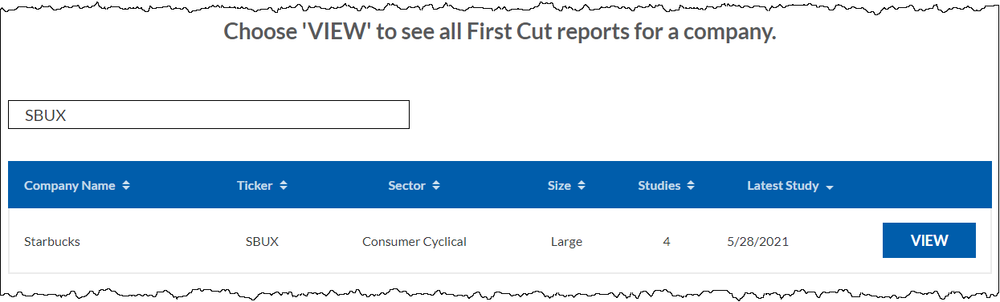 Choose 'VIEW' to see all First Cut reports for a company.
SBUX
Company Name Ticker Sector Size Studies Latest Study
Starbucks SBUX Consumer Cyclical Large 4 5/28/2021 VIEW